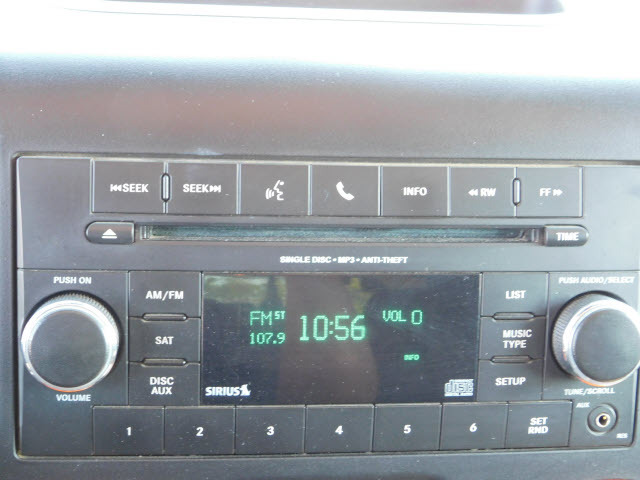 SEEK
SEEK
INFO
RW
FF
TIME
SINGLE DISC • MP3 • ANTI-THEFT
PUSH ON
VOLUME
AM/FM
SAT
DISC AUX
FM ST
107.9
10:56
VOL 0
INFO
SIRIUS
LIST
MUSIC TYPE
SETUP
PUSH AUDIO/SELECT
TUNE/SCROLL
1
2
3
4
5
6
SET RND
AUX